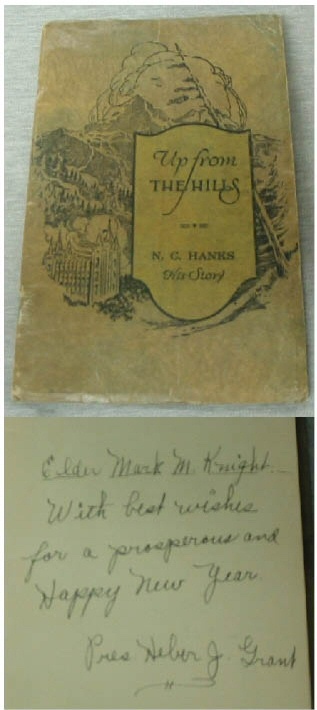 Up from
THE HILLS
N. C. HANKS
His Story
Elder Mark M. Knight.
With best wishes
for a prosperous and
Happy New Year.
Pres. Heber J. Grant